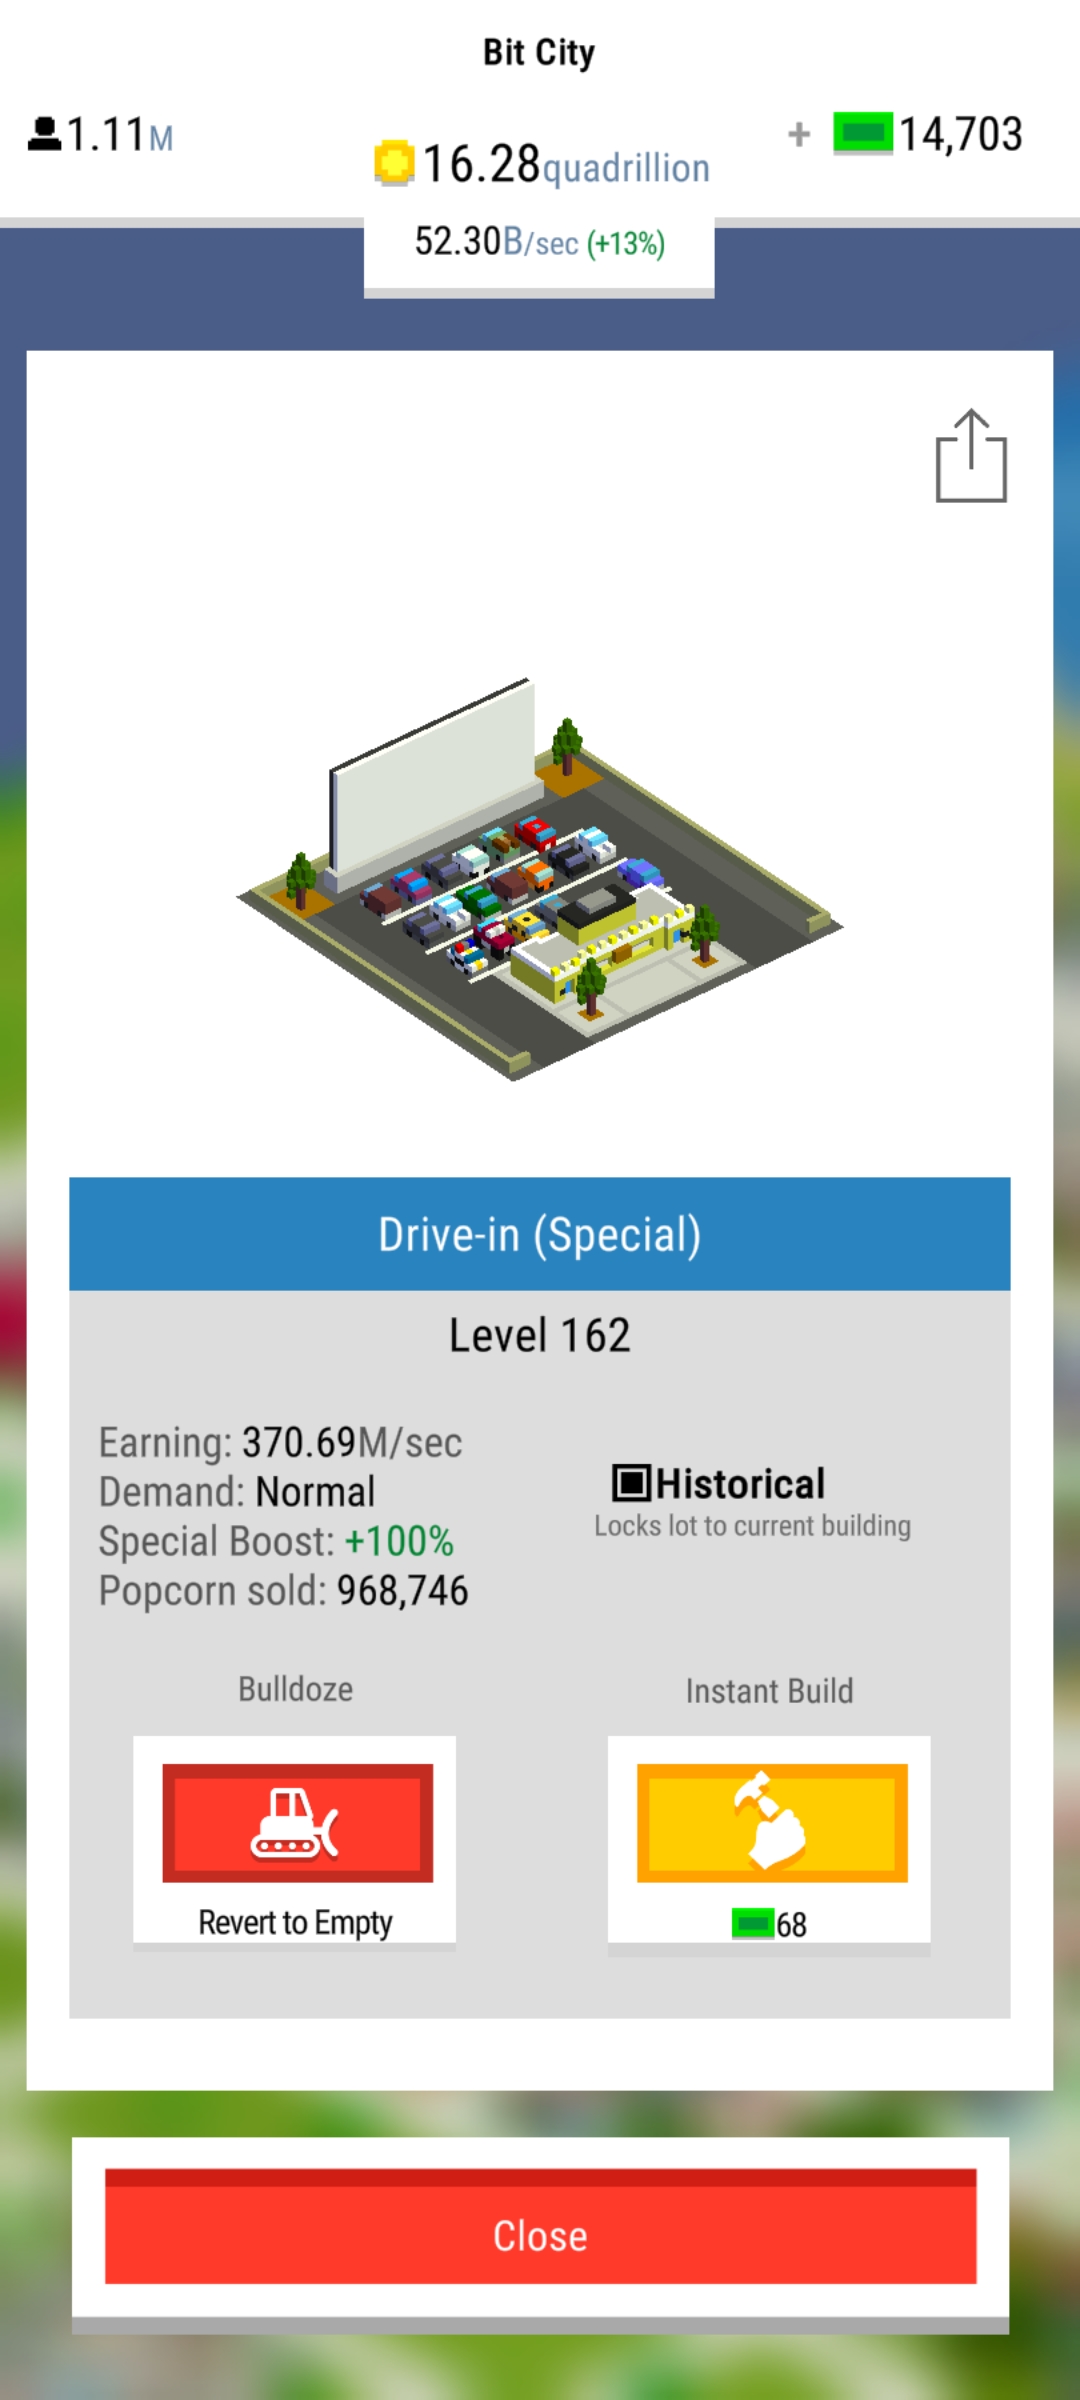 Bit City
1.11M
+ 14,703
16.28quadrillion
52.30B/sec (+13%)
Drive-in (Special)
Level 162
Earning: 370.69M/sec
Demand: Normal
Special Boost: +100%
Popcorn sold: 968,746
Historical
Locks lot to current building
Bulldoze
Instant Build
Revert to Empty
68
Close